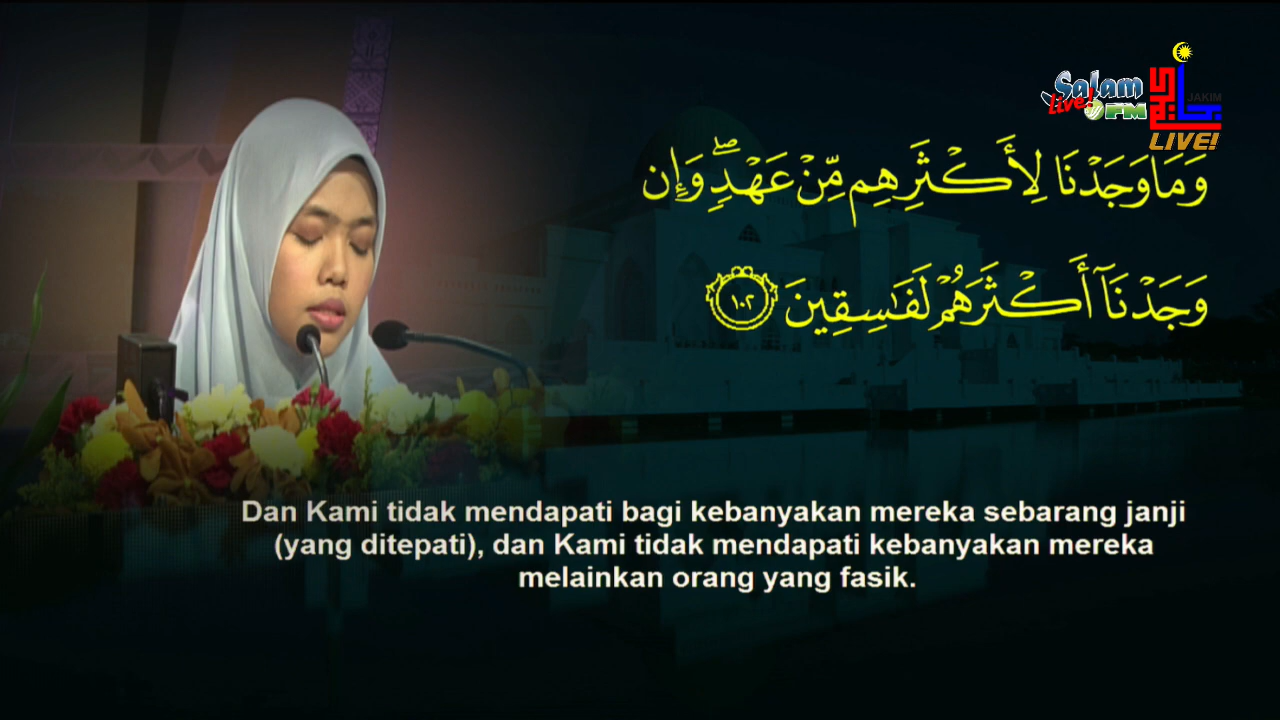 Salam
Live! FM
JAKIM
LIVE!
وَمَا وَجَدْنَا لِأَكْثَرِهِم مِّنْ عَهْدٍ ۖ وَإِن
وَجَدْنَآ أَكْثَرَهُمْ لَفَٰسِقِينَ ١٠٢
Dan Kami tidak mendapati bagi kebanyakan mereka sebarang janji
(yang ditepati), dan Kami tidak mendapati kebanyakan mereka
melainkan orang yang fasik.